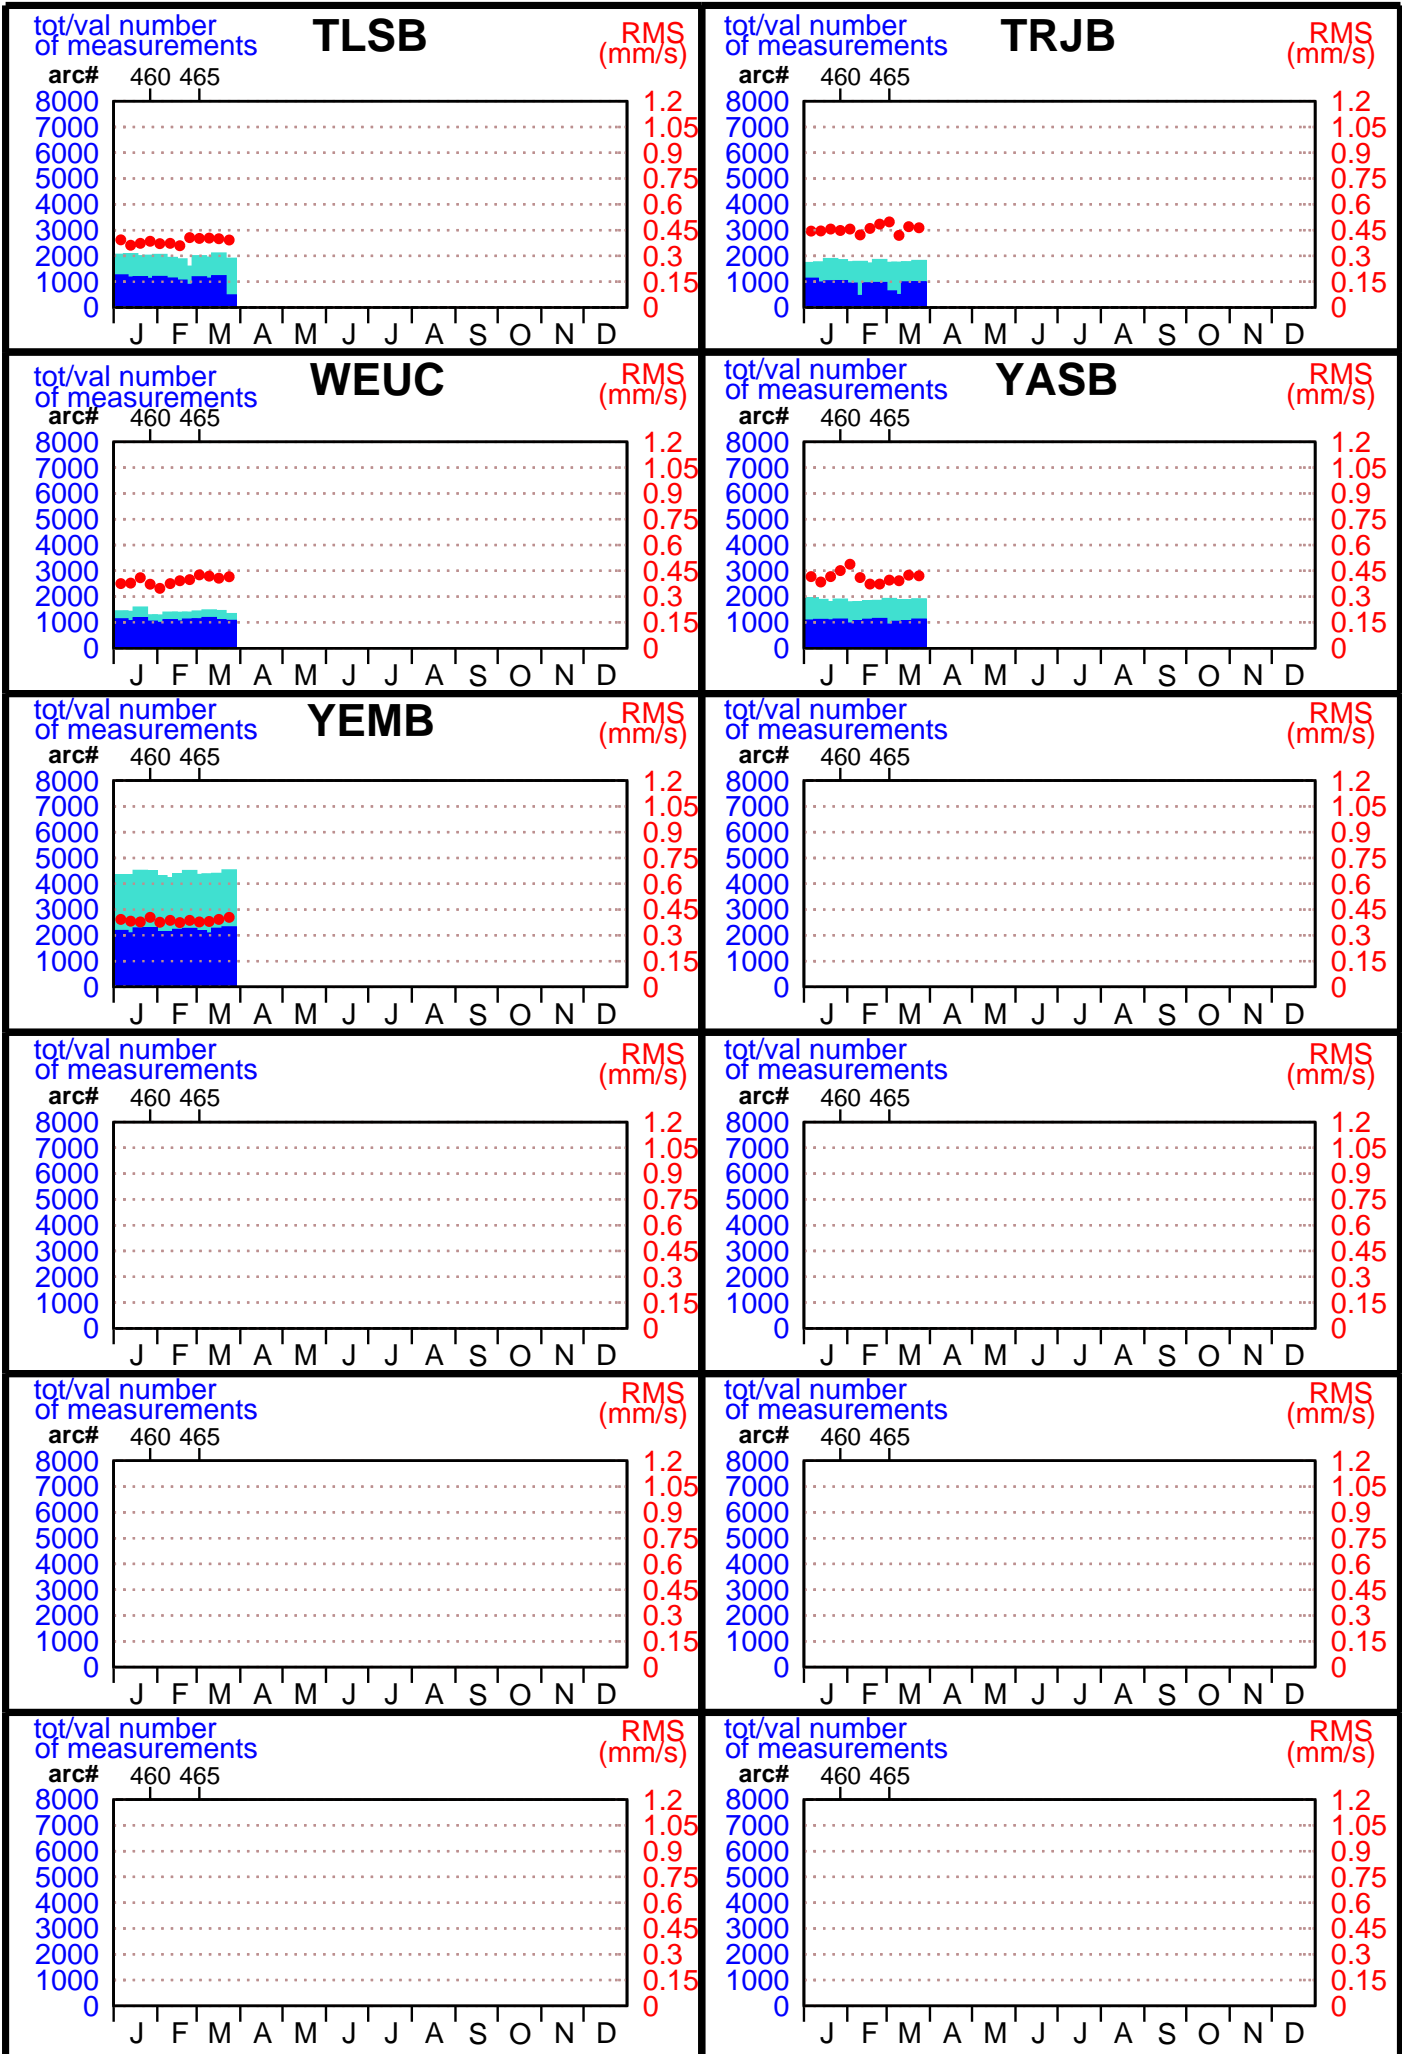 tot/val number
of measurements
TLSB
RMS
(mm/s)
arc# 460 465
8000 1.2
7000 1.05
6000 0.9
5000 0.75
4000 0.6
3000 0.45
2000 0.3
1000 0.15
0 0
J F M A M J J A S O N D
tot/val number
of measurements
TRJB
RMS
(mm/s)
arc# 460 465
8000 1.2
7000 1.05
6000 0.9
5000 0.75
4000 0.6
3000 0.45
2000 0.3
1000 0.15
0 0
J F M A M J J A S O N D
tot/val number
of measurements
WEUC
RMS
(mm/s)
arc# 460 465
8000 1.2
7000 1.05
6000 0.9
5000 0.75
4000 0.6
3000 0.45
2000 0.3
1000 0.15
0 0
J F M A M J J A S O N D
tot/val number
of measurements
YASB
RMS
(mm/s)
arc# 460 465
8000 1.2
7000 1.05
6000 0.9
5000 0.75
4000 0.6
3000 0.45
2000 0.3
1000 0.15
0 0
J F M A M J J A S O N D
tot/val number
of measurements
YEMB
RMS
(mm/s)
arc# 460 465
8000 1.2
7000 1.05
6000 0.9
5000 0.75
4000 0.6
3000 0.45
2000 0.3
1000 0.15
0 0
J F M A M J J A S O N D
tot/val number
of measurements
RMS
(mm/s)
arc# 460 465
8000 1.2
7000 1.05
6000 0.9
5000 0.75
4000 0.6
3000 0.45
2000 0.3
1000 0.15
0 0
J F M A M J J A S O N D
tot/val number
of measurements
RMS
(mm/s)
arc# 460 465
8000 1.2
7000 1.05
6000 0.9
5000 0.75
4000 0.6
3000 0.45
2000 0.3
1000 0.15
0 0
J F M A M J J A S O N D
tot/val number
of measurements
RMS
(mm/s)
arc# 460 465
8000 1.2
7000 1.05
6000 0.9
5000 0.75
4000 0.6
3000 0.45
2000 0.3
1000 0.15
0 0
J F M A M J J A S O N D
tot/val number
of measurements
RMS
(mm/s)
arc# 460 465
8000 1.2
7000 1.05
6000 0.9
5000 0.75
4000 0.6
3000 0.45
2000 0.3
1000 0.15
0 0
J F M A M J J A S O N D
tot/val number
of measurements
RMS
(mm/s)
arc# 460 465
8000 1.2
7000 1.05
6000 0.9
5000 0.75
4000 0.6
3000 0.45
2000 0.3
1000 0.15
0 0
J F M A M J J A S O N D
tot/val number
of measurements
RMS
(mm/s)
arc# 460 465
8000 1.2
7000 1.05
6000 0.9
5000 0.75
4000 0.6
3000 0.45
2000 0.3
1000 0.15
0 0
J F M A M J J A S O N D
tot/val number
of measurements
RMS
(mm/s)
arc# 460 465
8000 1.2
7000 1.05
6000 0.9
5000 0.75
4000 0.6
3000 0.45
2000 0.3
1000 0.15
0 0
J F M A M J J A S O N D